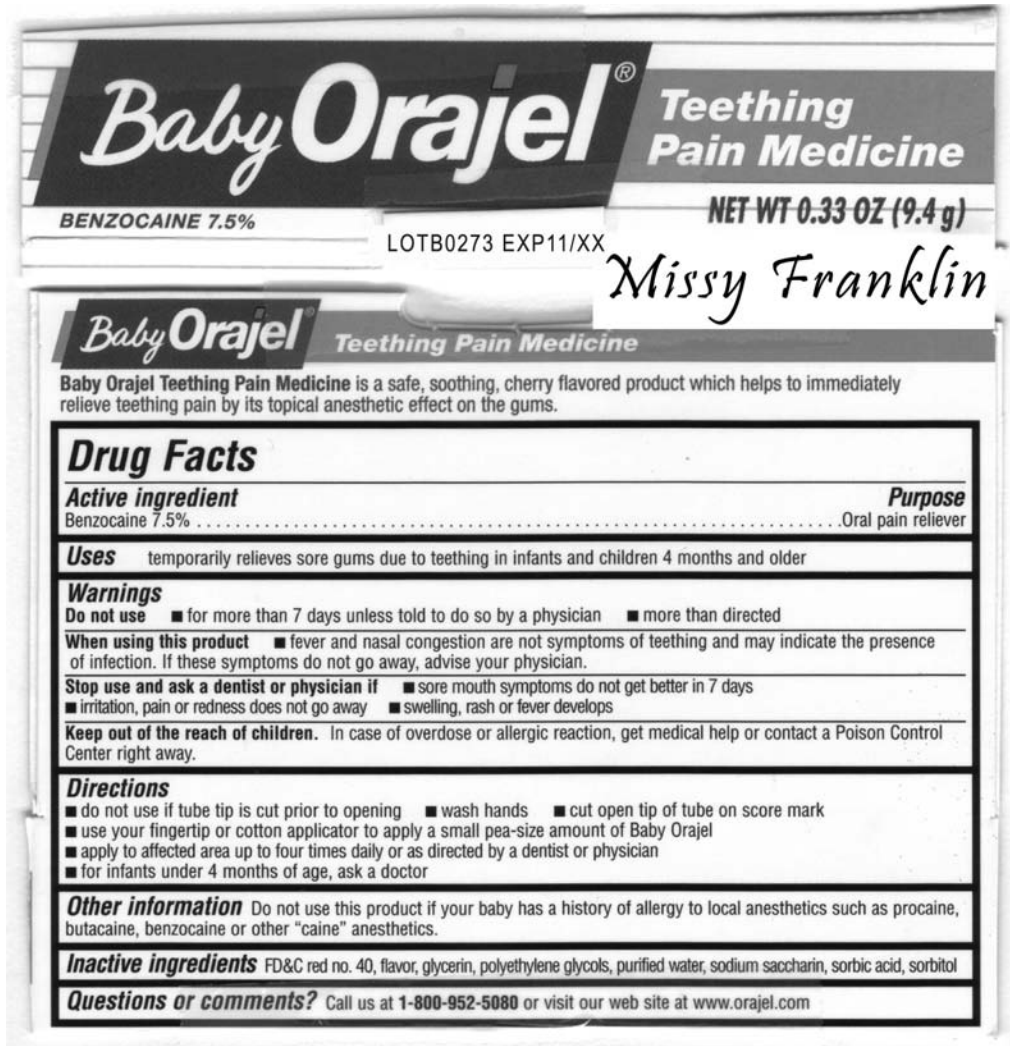 Baby Orajel® Teething
Pain Medicine
BENZOCAINE 7.5%
NET WT 0.33 OZ (9.4 g)
LOTB0273 EXP11/XX
Missy Franklin
Baby Orajel® Teething Pain Medicine
Baby Orajel Teething Pain Medicine is a safe, soothing, cherry flavored product which helps to immediately
relieve teething pain by its topical anesthetic effect on the gums.
Drug Facts
Active ingredient Purpose
Benzocaine 7.5% ........................................................................Oral pain reliever
Uses temporarily relieves sore gums due to teething in infants and children 4 months and older
Warnings
Do not use ■ for more than 7 days unless told to do so by a physician ■ more than directed
When using this product ■ fever and nasal congestion are not symptoms of teething and may indicate the presence
of infection. If these symptoms do not go away, advise your physician.
Stop use and ask a dentist or physician if ■ sore mouth symptoms do not get better in 7 days
■ irritation, pain or redness does not go away ■ swelling, rash or fever develops
Keep out of the reach of children. In case of overdose or allergic reaction, get medical help or contact a Poison Control
Center right away.
Directions
■ do not use if tube tip is cut prior to opening ■ wash hands ■ cut open tip of tube on score mark
■ use your fingertip or cotton applicator to apply a small pea-size amount of Baby Orajel
■ apply to affected area up to four times daily or as directed by a dentist or physician
■ for infants under 4 months of age, ask a doctor
Other information Do not use this product if your baby has a history of allergy to local anesthetics such as procaine,
butacaine, benzocaine or other “caine” anesthetics.
Inactive ingredients FD&C red no. 40, flavor, glycerin, polyethylene glycols, purified water, sodium saccharin, sorbic acid, sorbitol
Questions or comments? Call us at 1-800-952-5080 or visit our web site at www.orajel.com